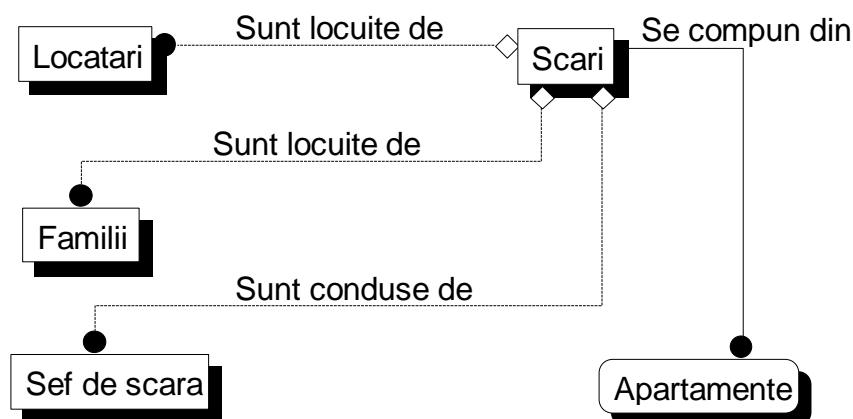 Sunt locuite de
Se compun din
Locatari
Scari
Sunt locuite de
Familii
Sunt conduse de
Sef de scara
Apartamente